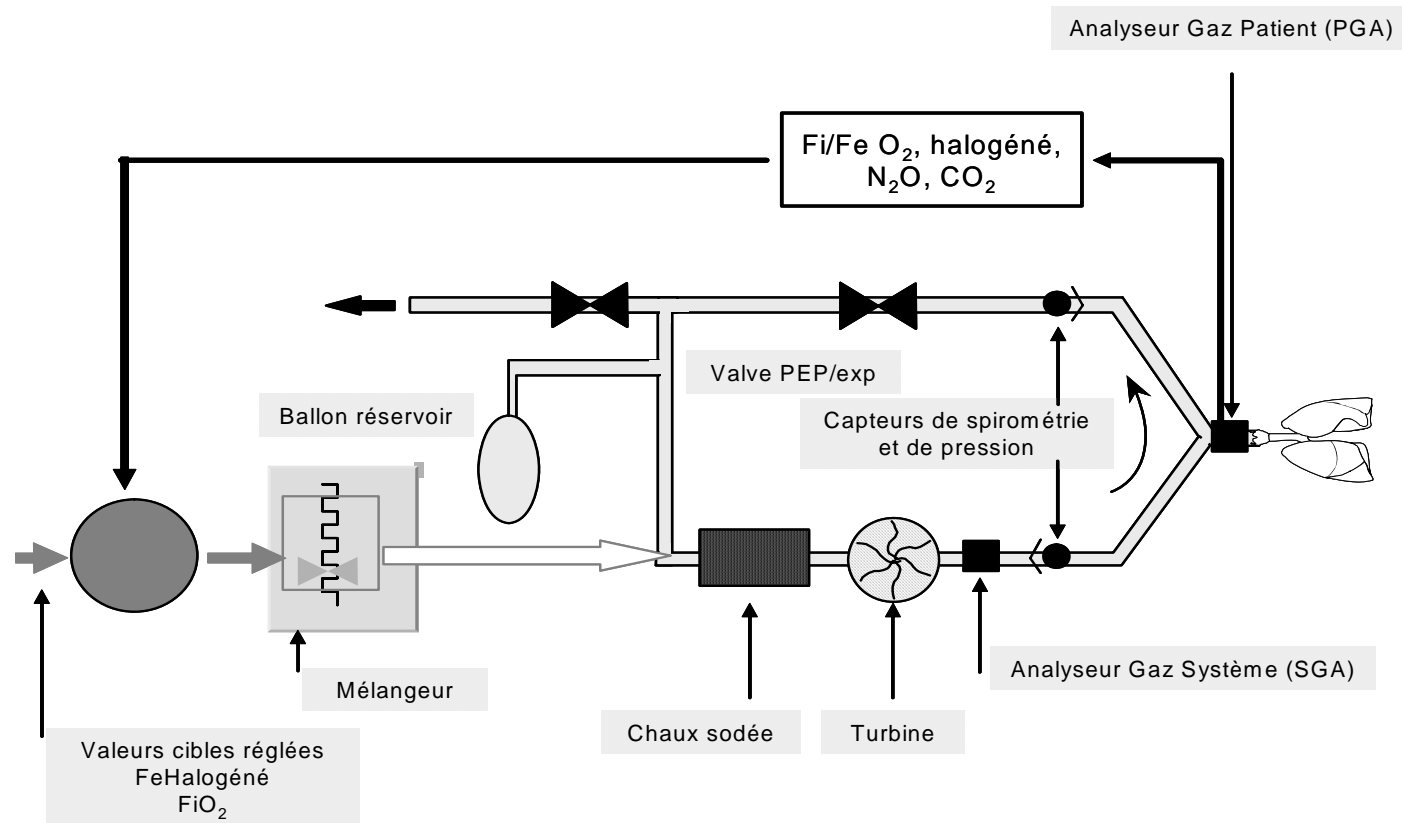 Analyseur Gaz Patient (PGA)
Fi/Fe O₂, halogéné,
N₂O, CO₂
Valve PEP/exp
Ballon réservoir
Capteurs de spirométrie
et de pression
Analyseur Gaz Système (SGA)
Mélangeur
Chaux sodée
Turbine
Valeurs cibles réglées
FeHalogéné
FiO₂